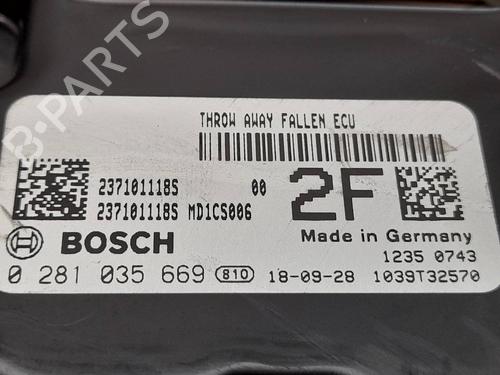 B-PARTS
THROW AWAY FALLEN ECU
237101118S 00
237101118S MD1CS006
2F
BOSCH
Made in Germany
1235 0743
0 281 035 669 810 18-09-28 1039T32570